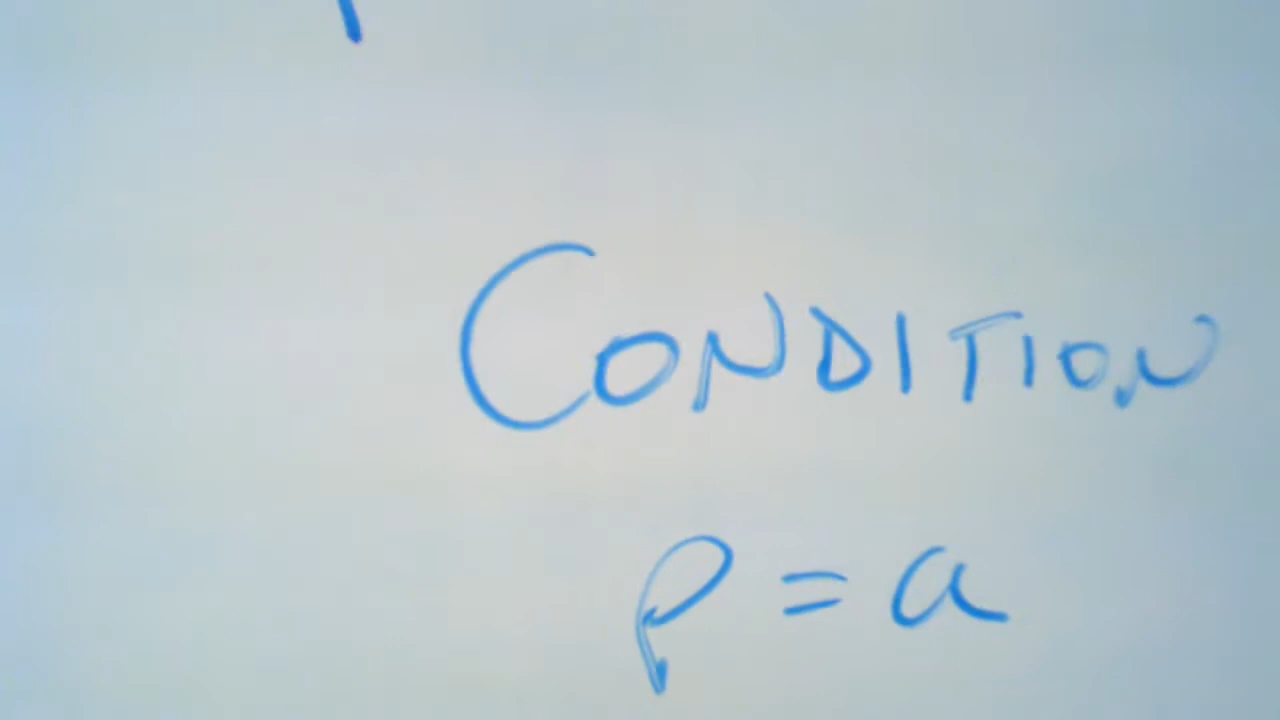 CONDITION
ρ = a